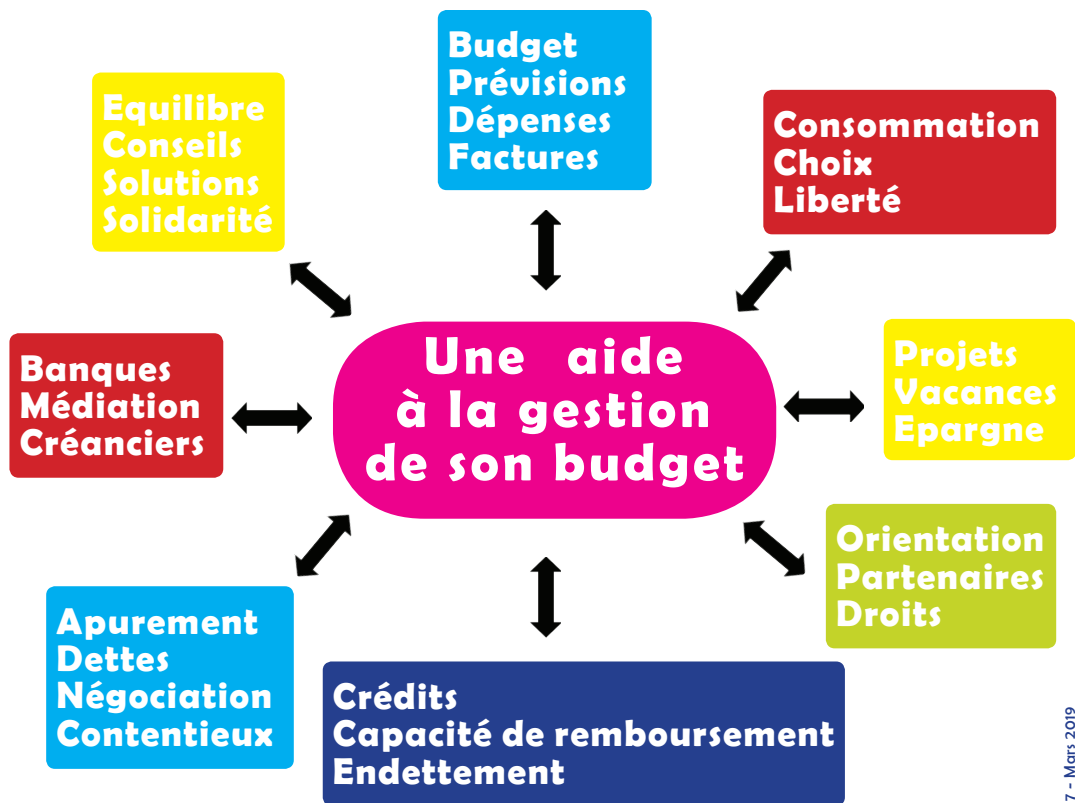 Budget
Prévisions
Dépenses
Factures
Equilibre
Conseils
Solutions
Solidarité
Consommation
Choix
Liberté
Une aide
à la gestion
de son budget
Banques
Médiation
Créanciers
Projets
Vacances
Epargne
Orientation
Partenaires
Droits
Apurement
Dettes
Négociation
Contentieux
Crédits
Capacité de remboursement
Endettement
7 - Mars 2019